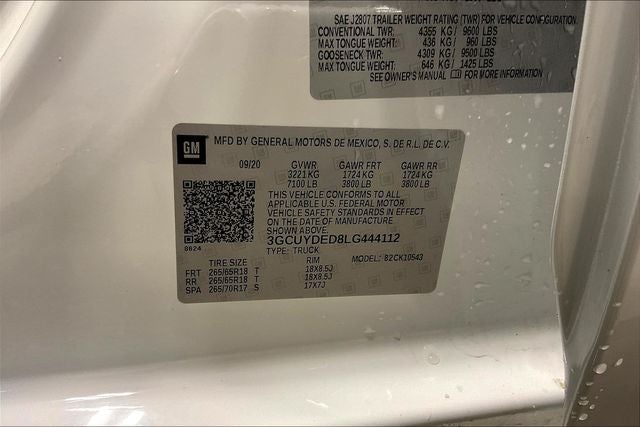 SAE J2807 TRAILER WEIGHT RATING (TWR) FOR VEHICLE CONFIGURATION.
CONVENTIONAL TWR: 4355 KG / 9600 LBS
MAX TONGUE WEIGHT: 436 KG / 960 LBS
GOOSENECK TWR: 4309 KG / 9500 LBS
MAX TONGUE WEIGHT: 646 KG / 1425 LBS
SEE OWNER'S MANUAL FOR MORE INFORMATION
GM
MFD BY GENERAL MOTORS DE MEXICO, S. DE R.L. DE C.V.
09/20 GVWR GAWR FRT GAWR RR
3221 KG 1724 KG 1724 KG
7100 LB 3800 LB 3800 LB
THIS VEHICLE CONFORMS TO ALL
APPLICABLE U.S. FEDERAL MOTOR
VEHICLE SAFETY STANDARDS IN EFFECT
ON THE DATE OF MANUFACTURE
SHOWN ABOVE
3GCUYDED8LG444112
8624
TYPE: TRUCK MODEL: 82CK10543
TIRE SIZE RIM
FRT 265/65R18 T 18X8.5J
RR 265/65R18 T 18X8.5J
SPA 265/70R17 S 17X7J